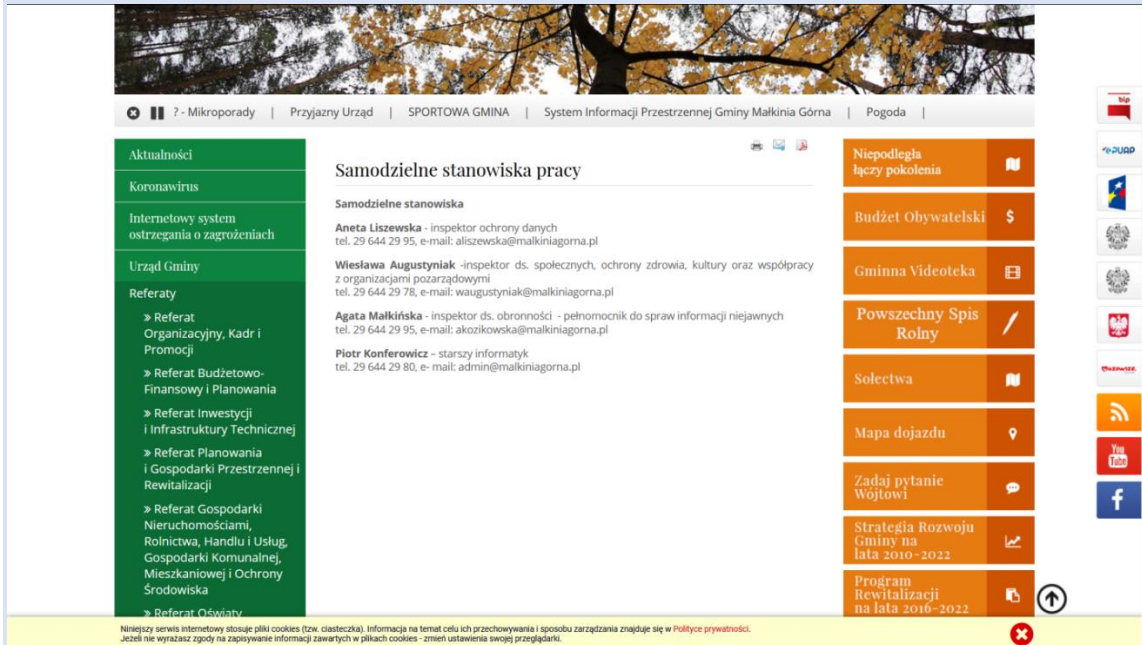 ? - Mikroporady | Przyjazny Urząd | SPORTOWA GMINA | System Informacji Przestrzennej Gminy Małkinia Górna | Pogoda |
Aktualności
Koronawirus
Internetowy system
ostrzegania o zagrożeniach
Urząd Gminy
Referaty
» Referat
Organizacyjny, Kadr i
Promocji
» Referat Budżetowo-
Finansowy i Planowania
» Referat Inwestycji
i Infrastruktury Technicznej
» Referat Planowania
i Gospodarki Przestrzennej i
Rewitalizacji
» Referat Gospodarki
Nieruchomościami,
Rolnictwa, Handlu i Usług,
Gospodarki Komunalnej,
Mieszkaniowej i Ochrony
Środowiska
» Referat Oświaty
Samodzielne stanowiska pracy
Samodzielne stanowiska
Aneta Liszewska - inspektor ochrony danych
tel. 29 644 29 95, e-mail: aliszewska@malkiniagorna.pl
Wiesława Augustyniak -inspektor ds. społecznych, ochrony zdrowia, kultury oraz współpracy
z organizacjami pozarządowymi
tel. 29 644 29 78, e-mail: waugustyniak@malkiniagorna.pl
Agata Małkińska - inspektor ds. obronności - pełnomocnik do spraw informacji niejawnych
tel. 29 644 29 95, e-mail: akozikowska@malkiniagorna.pl
Piotr Konferowicz – starszy informatyk
tel. 29 644 29 80, e- mail: admin@malkiniagorna.pl
Niepodległa
łączy pokolenia
Budżet Obywatelski
Gminna Videoteka
Powszechny Spis
Rolny
Sołectwa
Mapa dojazdu
Zadaj pytanie
Wójtowi
Strategia Rozwoju
Gminy na
lata 2010-2022
Program
Rewitalizacji
na lata 2016-2022
bip
ePUAP
Mazowsze.
You
Tube
f
Niniejszy serwis internetowy stosuje pliki cookies (tzw. ciasteczka). Informacja na temat celu ich przechowywania i sposobu zarządzania znajduje się w Polityce prywatności.
Jeżeli nie wyrażasz zgody na zapisywanie informacji zawartych w plikach cookies - zmień ustawienia swojej przeglądarki.